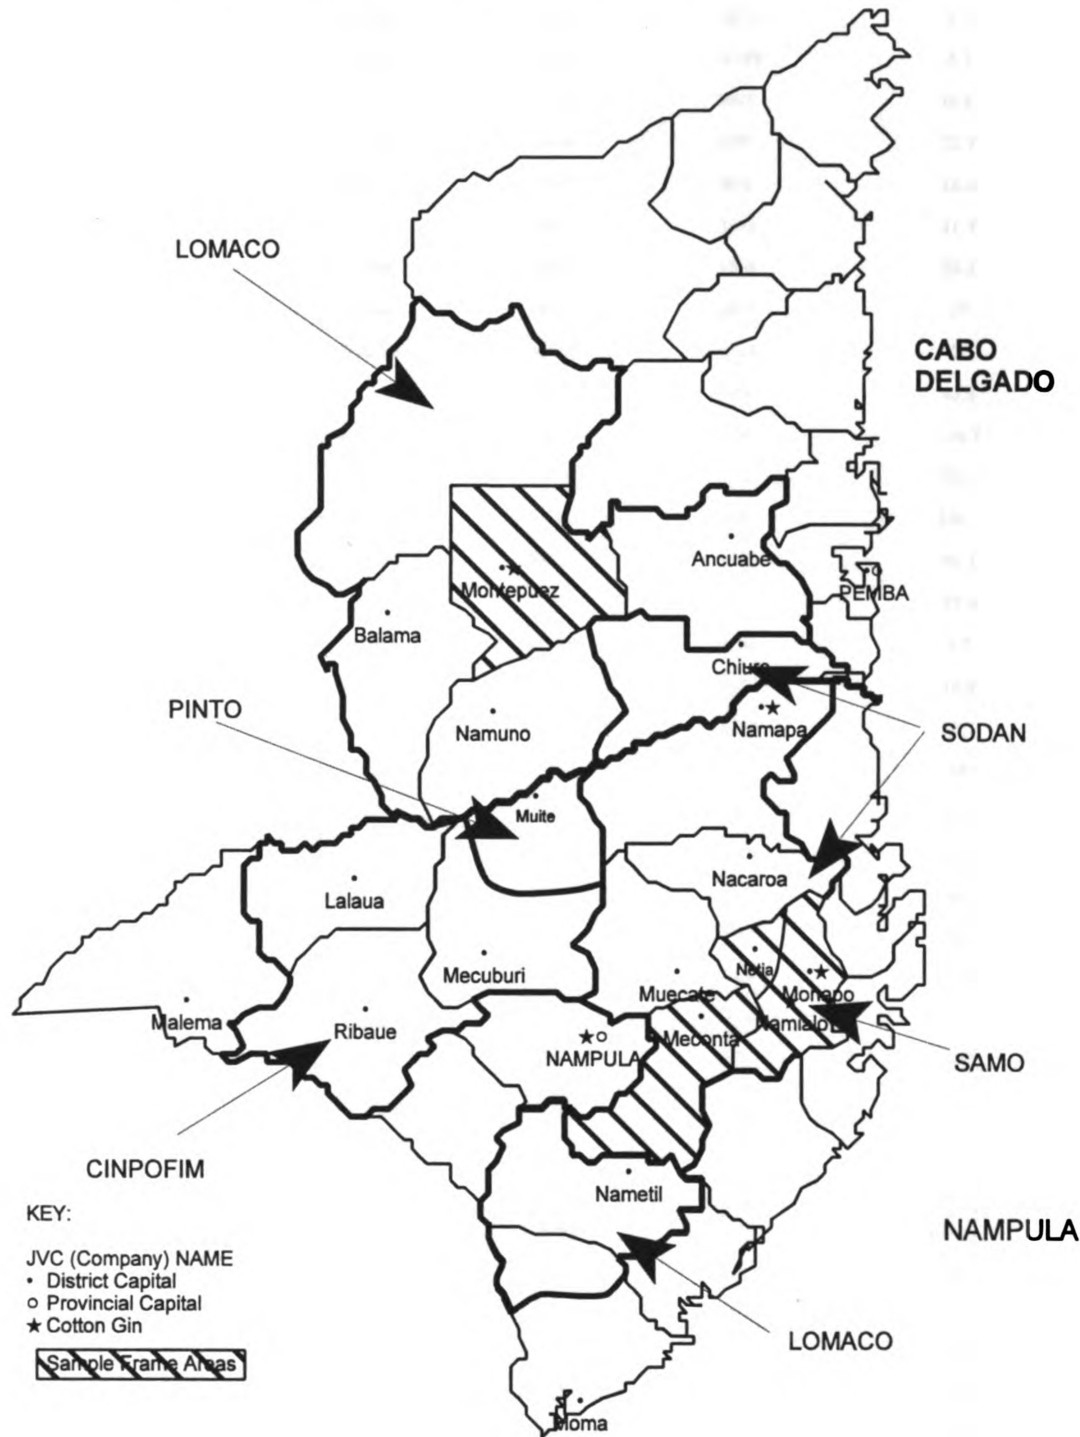 LOMACO
CABO
DELGADO
Ancuabe
Montepuez
PEMBA
Balama
Chiure
PINTO
Namuno
Namapa
SODAN
Muite
Nacaroa
Lalaua
Netia
Mecuburi
Muecate
Monapo
Malema
Ribaue
Meconta
Namialo
NAMPULA
SAMO
CINPOFIM
Nametil
KEY:
NAMPULA
JVC (Company) NAME
• District Capital
○ Provincial Capital
★ Cotton Gin
LOMACO
Sample Frame Areas
Moma